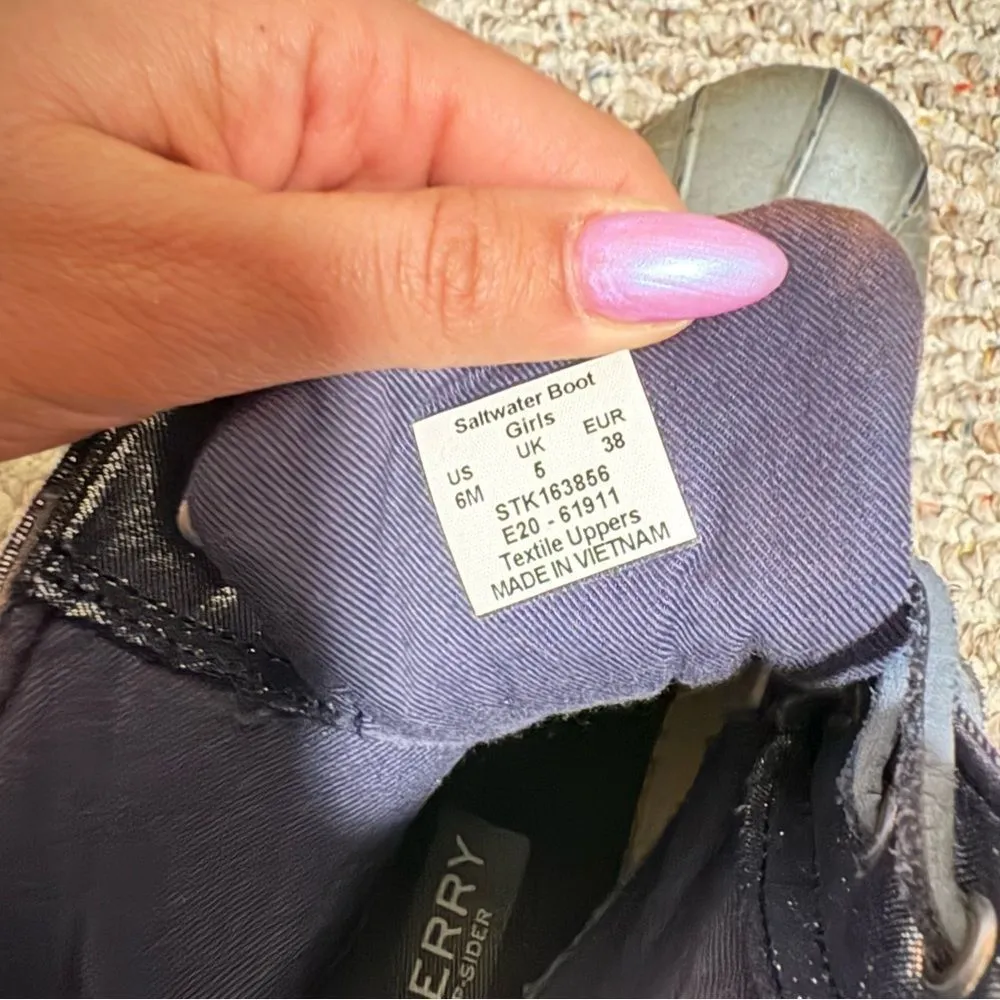 Saltwater Boot
Girls
US UK EUR
6M 5 38
STK163856
E20 - 61911
Textile Uppers
MADE IN VIETNAM
ERRY
P-SIDER